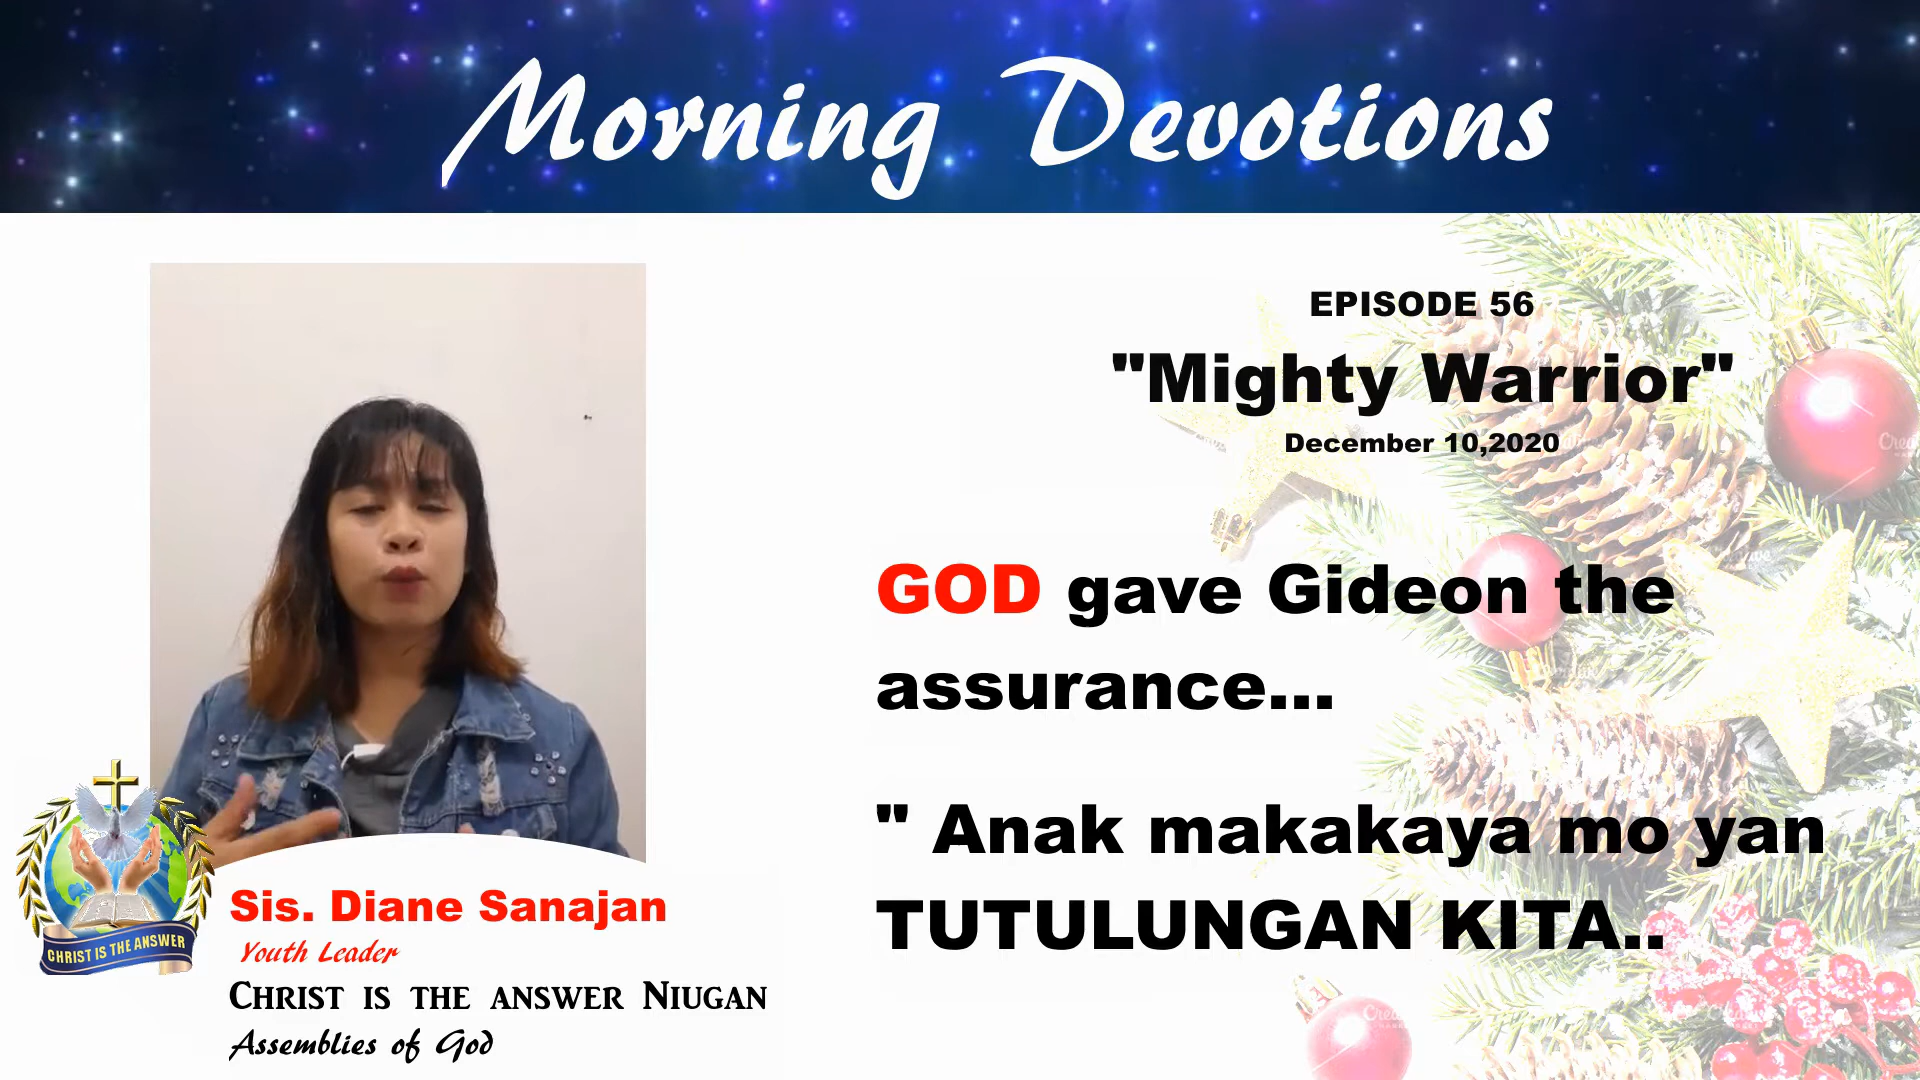 Morning Devotions
EPISODE 56
"Mighty Warrior"
December 10,2020
GOD gave Gideon the
assurance...
" Anak makakaya mo yan
TUTULUNGAN KITA..
CHRIST IS THE ANSWER
Sis. Diane Sanajan
Youth Leader
CHRIST IS THE ANSWER NIUGAN
Assemblies of God